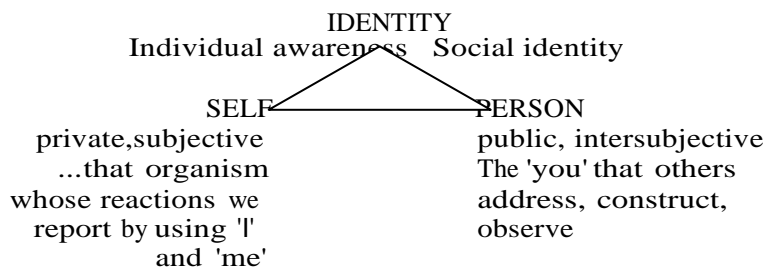 IDENTITY
Individual awareness Social identity
SELF PERSON
private,subjective public, intersubjective
...that organism The 'you' that others
whose reactions we address, construct,
report by using 'I' observe
and 'me'